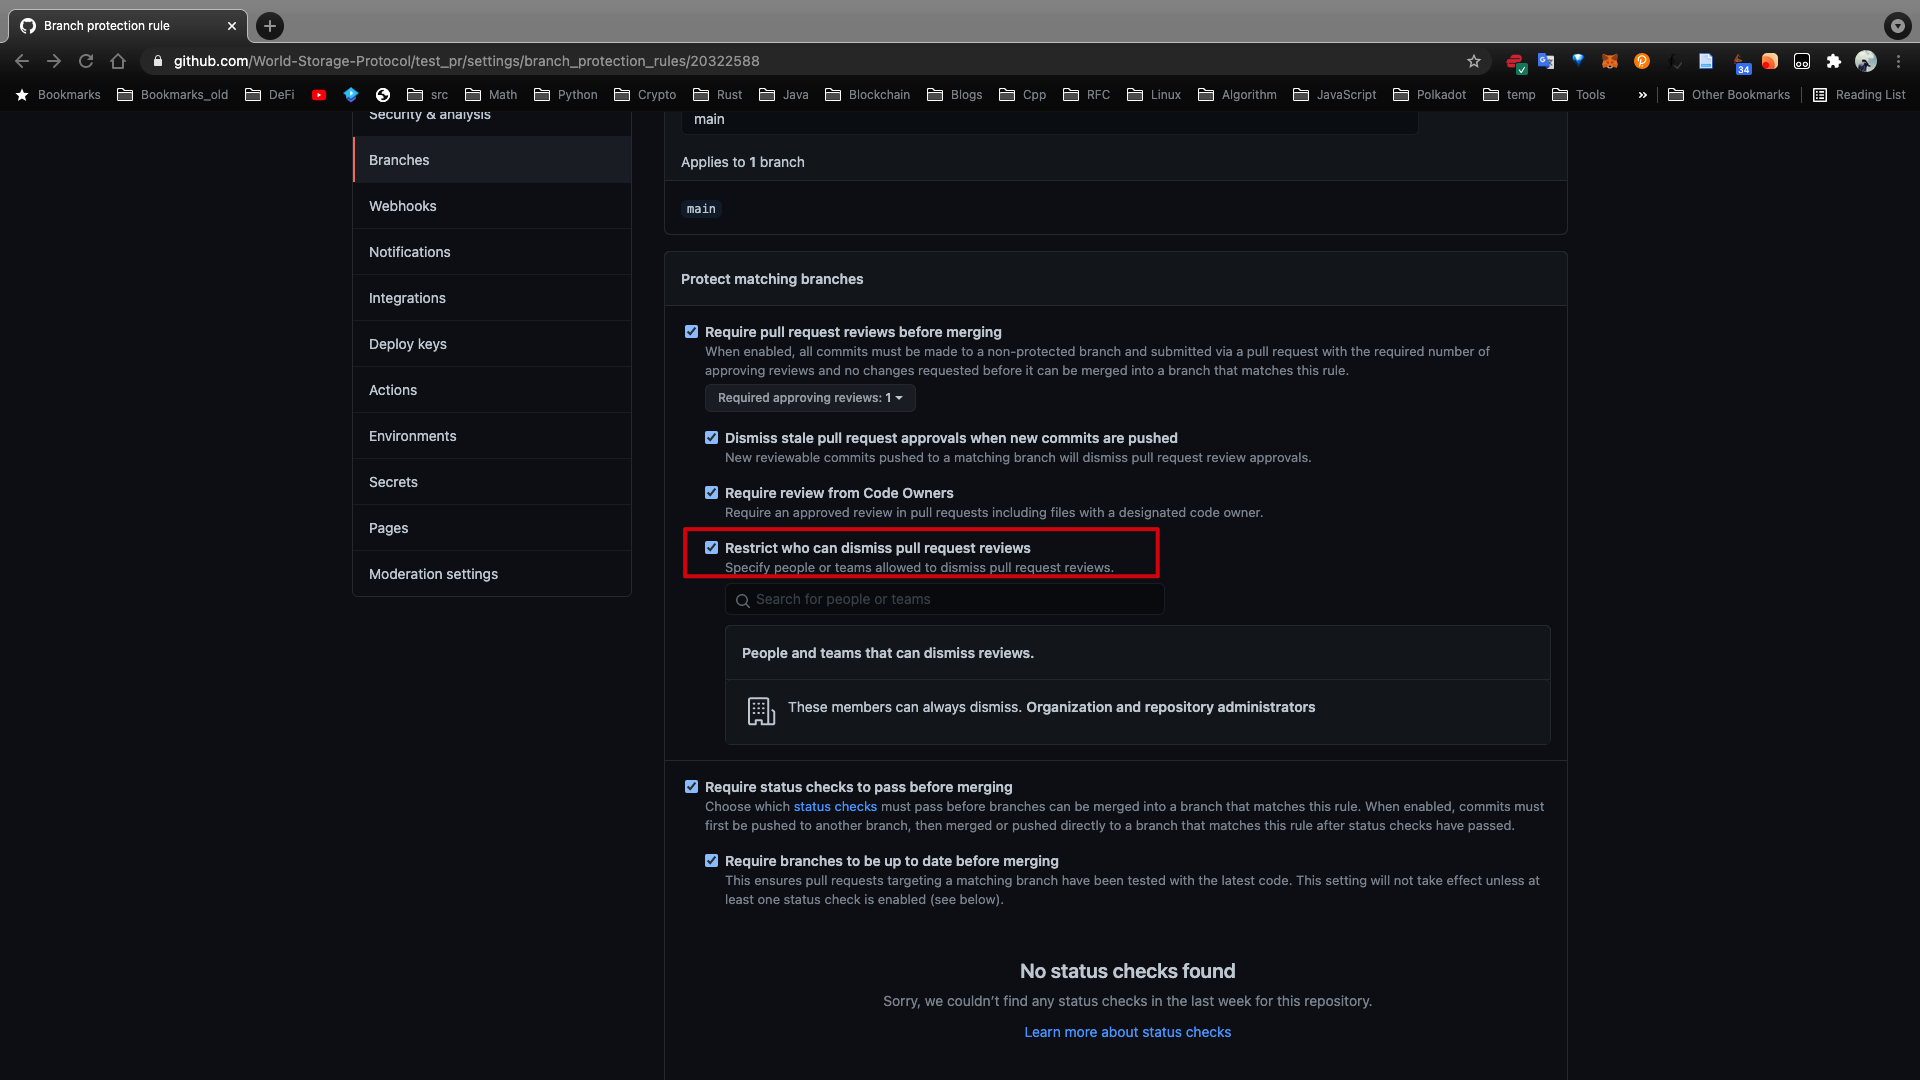 Branch protection rule
github.com/World-Storage-Protocol/test_pr/settings/branch_protection_rules/20322588
34
Bookmarks
Bookmarks_old
DeFi
src
Math
Python
Crypto
Rust
Java
Blockchain
Blogs
Cpp
RFC
Linux
Algorithm
JavaScript
Polkadot
temp
Tools
»
Other Bookmarks
Reading List
Security & analysis
Branches
Webhooks
Notifications
Integrations
Deploy keys
Actions
Environments
Secrets
Pages
Moderation settings
main
Applies to 1 branch
main
Protect matching branches
Require pull request reviews before merging
When enabled, all commits must be made to a non-protected branch and submitted via a pull request with the required number of
approving reviews and no changes requested before it can be merged into a branch that matches this rule.
Required approving reviews: 1
Dismiss stale pull request approvals when new commits are pushed
New reviewable commits pushed to a matching branch will dismiss pull request review approvals.
Require review from Code Owners
Require an approved review in pull requests including files with a designated code owner.
Restrict who can dismiss pull request reviews
Specify people or teams allowed to dismiss pull request reviews.
Search for people or teams
People and teams that can dismiss reviews.
These members can always dismiss. Organization and repository administrators
Require status checks to pass before merging
Choose which status checks must pass before branches can be merged into a branch that matches this rule. When enabled, commits must
first be pushed to another branch, then merged or pushed directly to a branch that matches this rule after status checks have passed.
Require branches to be up to date before merging
This ensures pull requests targeting a matching branch have been tested with the latest code. This setting will not take effect unless at
least one status check is enabled (see below).
No status checks found
Sorry, we couldn’t find any status checks in the last week for this repository.
Learn more about status checks